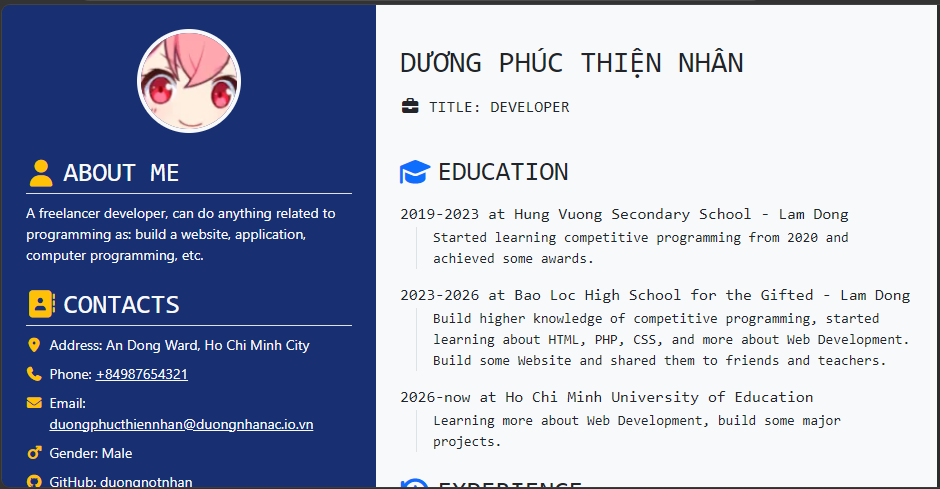 ABOUT ME
A freelancer developer, can do anything related to
programming as: build a website, application,
computer programming, etc.
CONTACTS
Address: An Dong Ward, Ho Chi Minh City
Phone: +84987654321
Email:
duongphucthiennhan@duongnhanac.io.vn
Gender: Male
GitHub: duongnotnhan
DƯƠNG PHÚC THIỆN NHÂN
TITLE: DEVELOPER
EDUCATION
2019-2023 at Hung Vuong Secondary School - Lam Dong
Started learning competitive programming from 2020 and
achieved some awards.
2023-2026 at Bao Loc High School for the Gifted - Lam Dong
Build higher knowledge of competitive programming, started
learning about HTML, PHP, CSS, and more about Web Development.
Build some Website and shared them to friends and teachers.
2026-now at Ho Chi Minh University of Education
Learning more about Web Development, build some major
projects.
EXPERIENCE